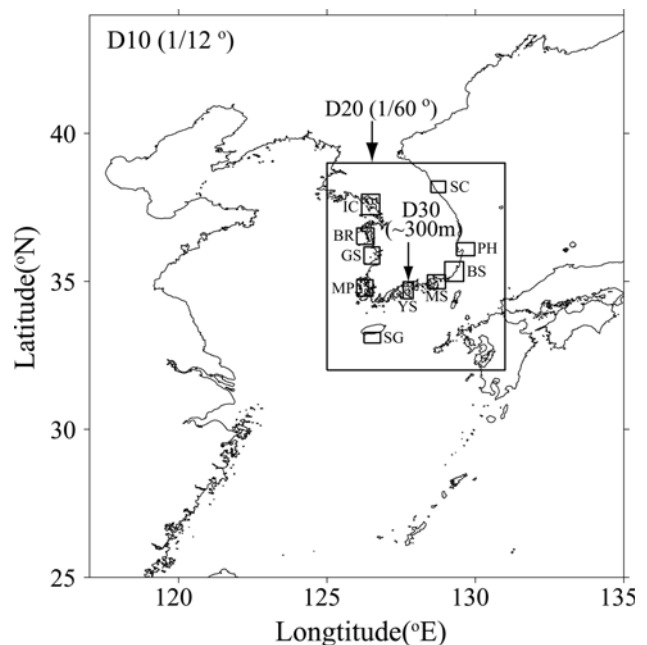 D10 (1/12 °)
D20 (1/60 °)
40
SC
IC
D30
(~300m)
BR
PH
GS
BS
35
MP
MS
YS
SG
30
25
120
125
130
135
Latitude(°N)
Longtitude(°E)